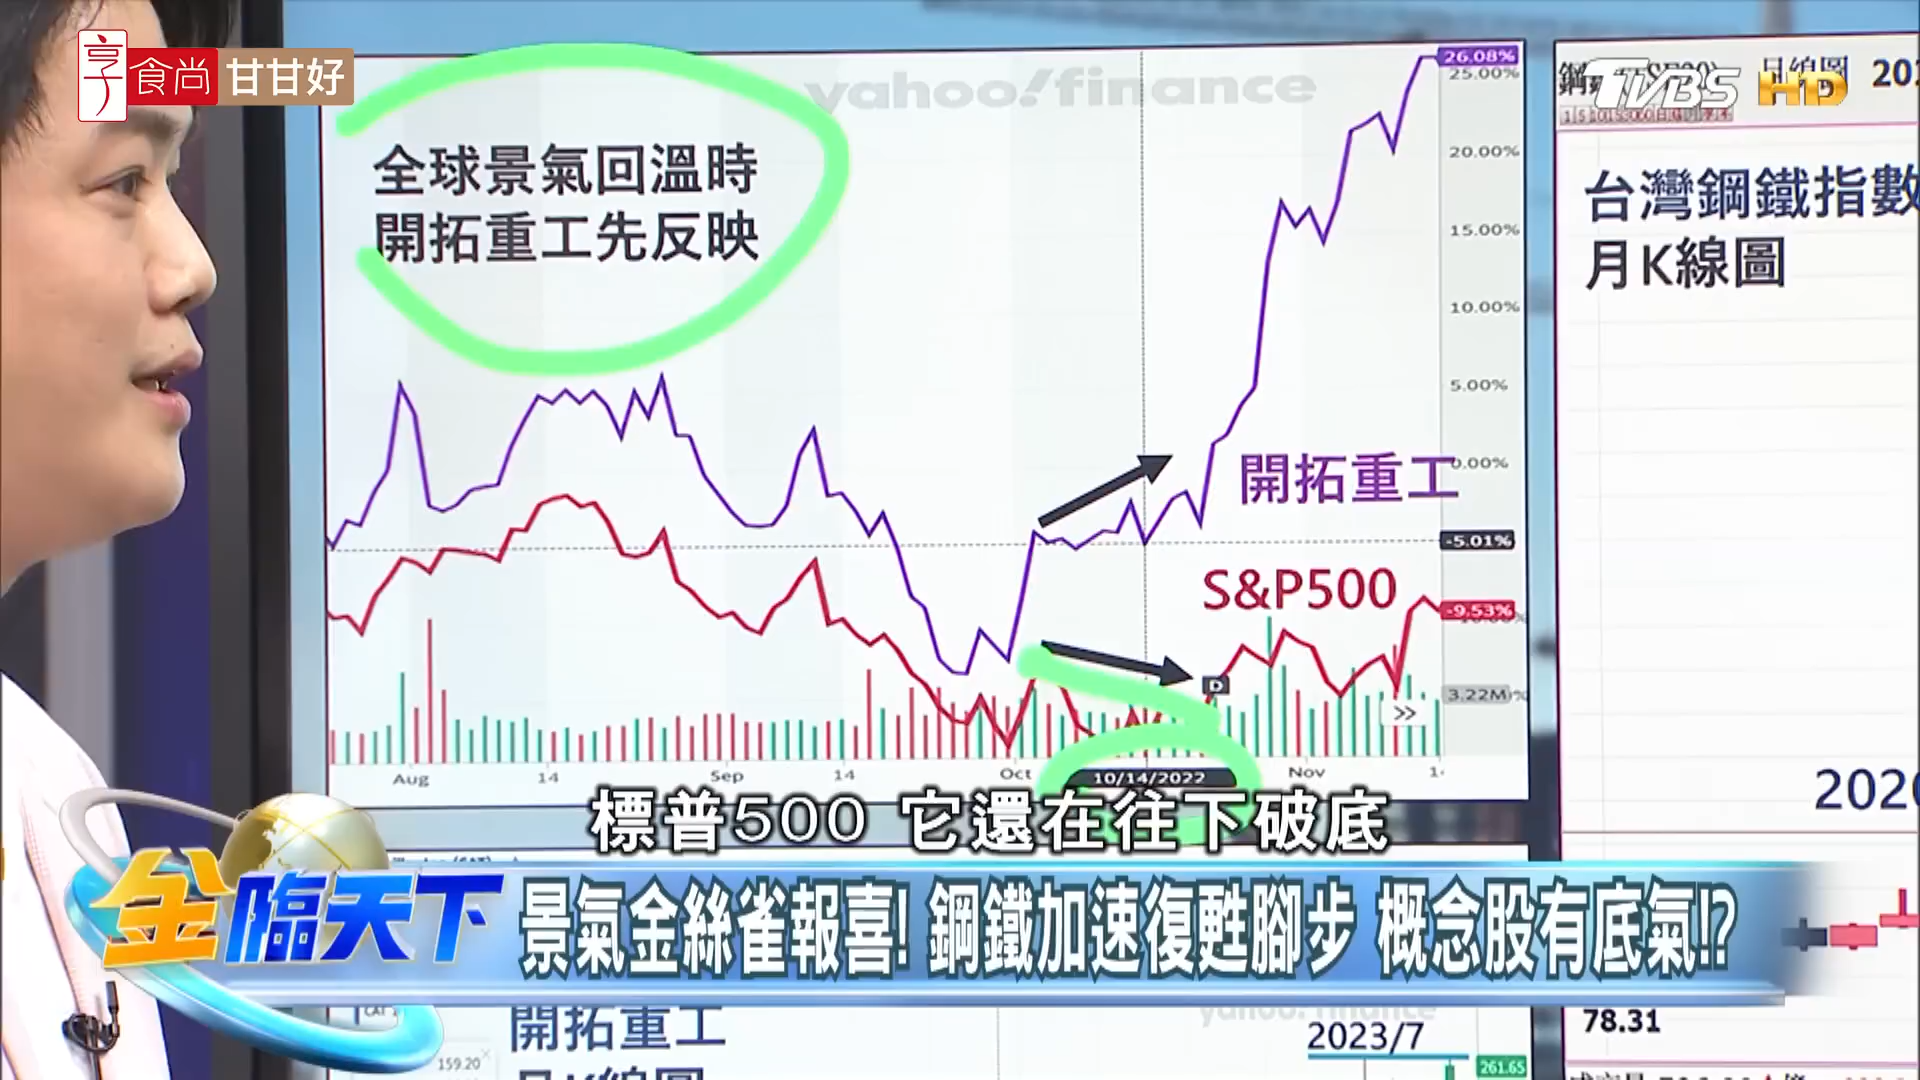 享 食尚 甘甘好
yahoo!finance
TVBS HD
全球景氣回溫時
開拓重工先反映
26.08%
25.00%
20.00%
15.00%
10.00%
5.00%
0.00%
-5.01%
-9.53%
3.22M
開拓重工
S&P500
D
>>
Aug
14
Sep
14
Oct
10/14/2022
Nov
台灣鋼鐵指數
月K線圖
標普500 它還在往下破底
金臨天下
景氣金絲雀報喜! 鋼鐵加速復甦腳步 概念股有底氣!?
開拓重工
159.20
yahoo!finance
2023/7
261.65
78.31